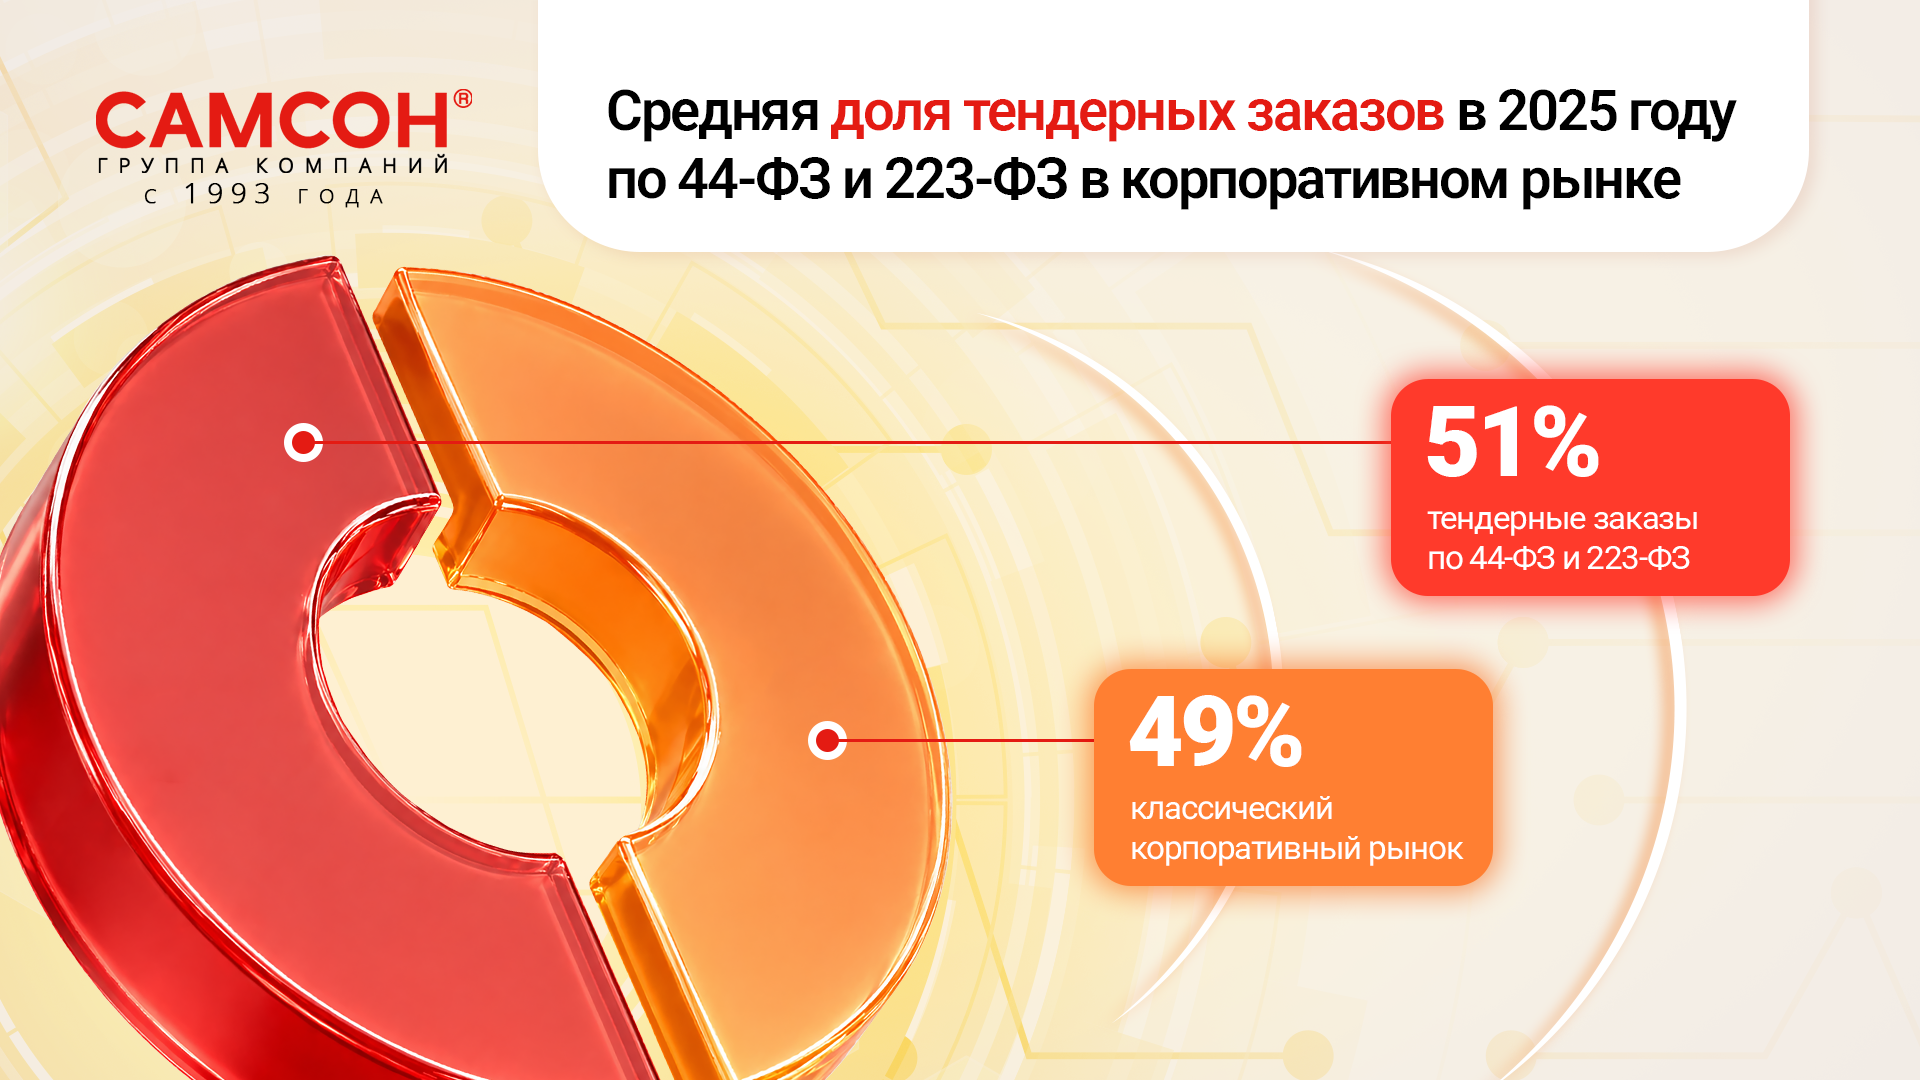 САМСОН®
ГРУППА КОМПАНИЙ
С 1993 ГОДА
Средняя доля тендерных заказов в 2025 году
по 44-ФЗ и 223-ФЗ в корпоративном рынке
51%
тендерные заказы
по 44-ФЗ и 223-ФЗ
49%
классический
корпоративный рынок